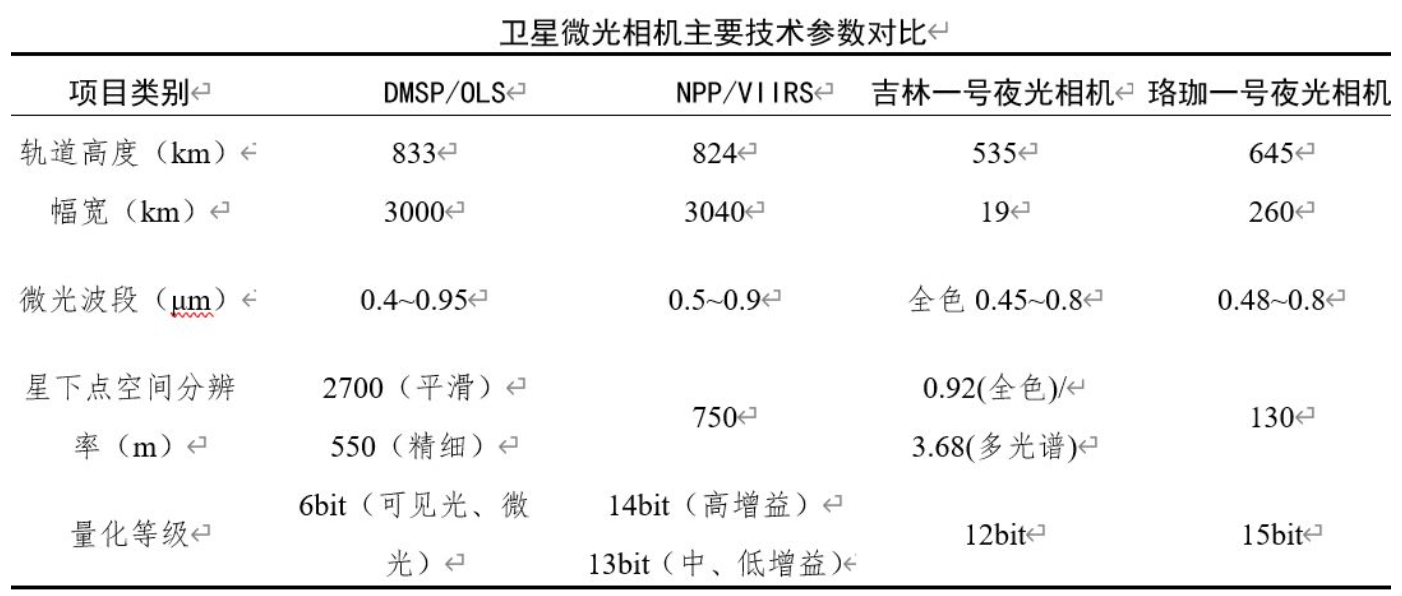 卫星微光相机主要技术参数对比
项目类别 DMSP/OLS NPP/VIIRS 吉林一号夜光相机 珞珈一号夜光相机
轨道高度（km） 833 824 535 645
幅宽（km） 3000 3040 19 260
微光波段（μm） 0.4~0.95 0.5~0.9 全色 0.45~0.8 0.48~0.8
星下点空间分辨率（m） 2700（平滑） 550（精细） 750 0.92(全色)/ 3.68(多光谱) 130
量化等级 6bit（可见光、微光） 14bit（高增益） 13bit（中、低增益） 12bit 15bit